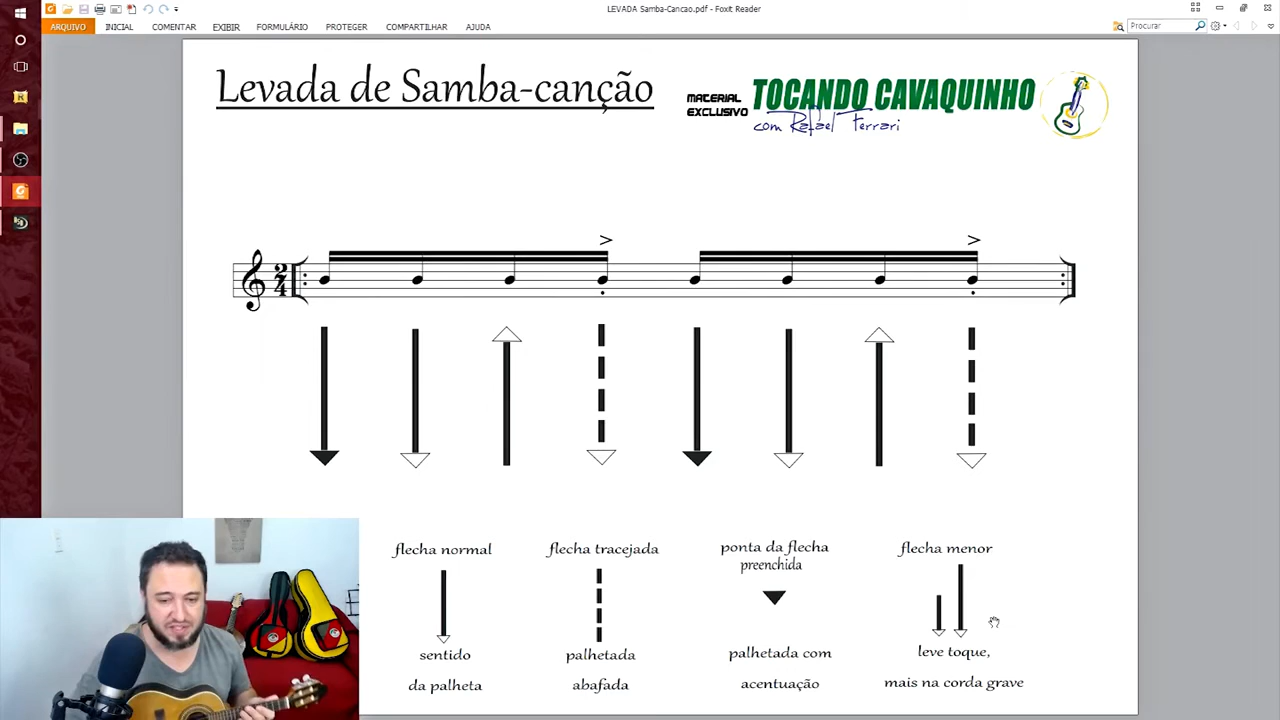 LEVADA Samba-Cancao.pdf - Foxit Reader
ARQUIVO INICIAL COMENTAR EXIBIR FORMULÁRIO PROTEGER COMPARTILHAR AJUDA
Procurar
Levada de Samba-canção
MATERIAL EXCLUSIVO
TOCANDO CAVAQUINHO
com Rafael Ferrari
2
4
flecha normal
sentido
da palheta
flecha tracejada
palhetada
abafada
ponta da flecha
preenchida
palhetada com
acentuação
flecha menor
leve toque,
mais na corda grave